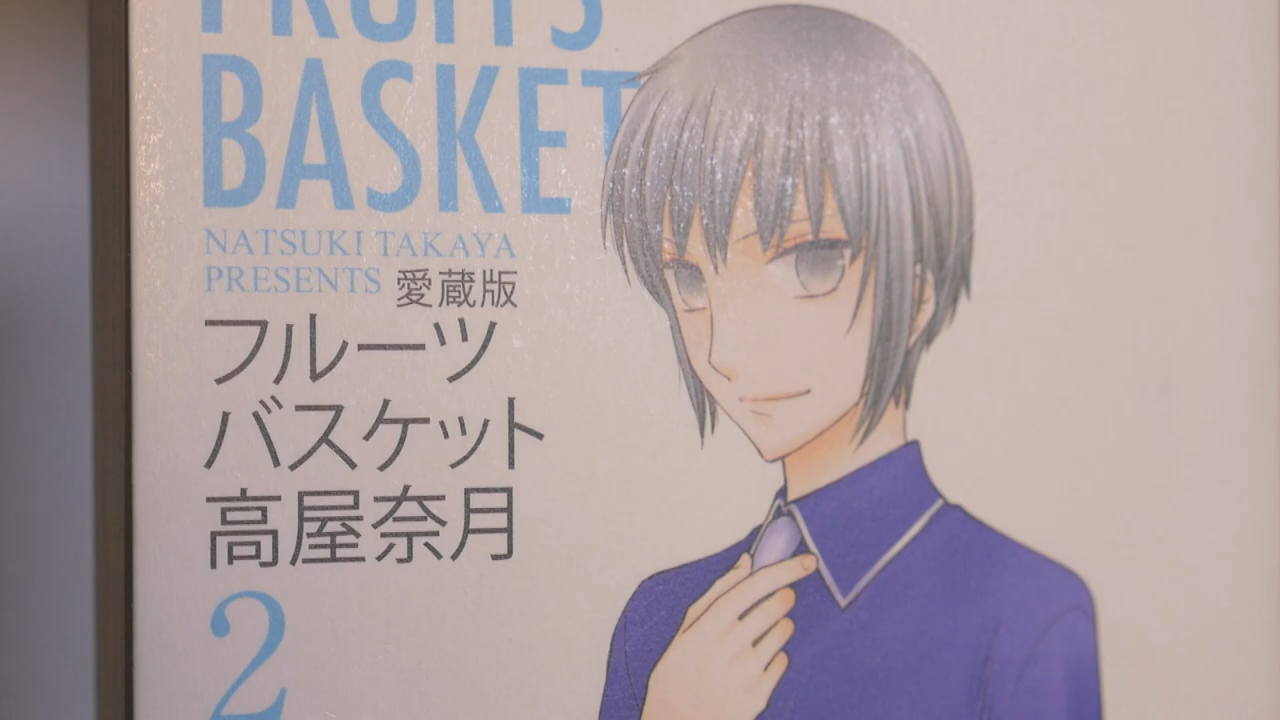 FRUITS
BASKET
NATSUKI TAKAYA
PRESENTS 愛蔵版
フルーツ
バスケット
高屋奈月
2